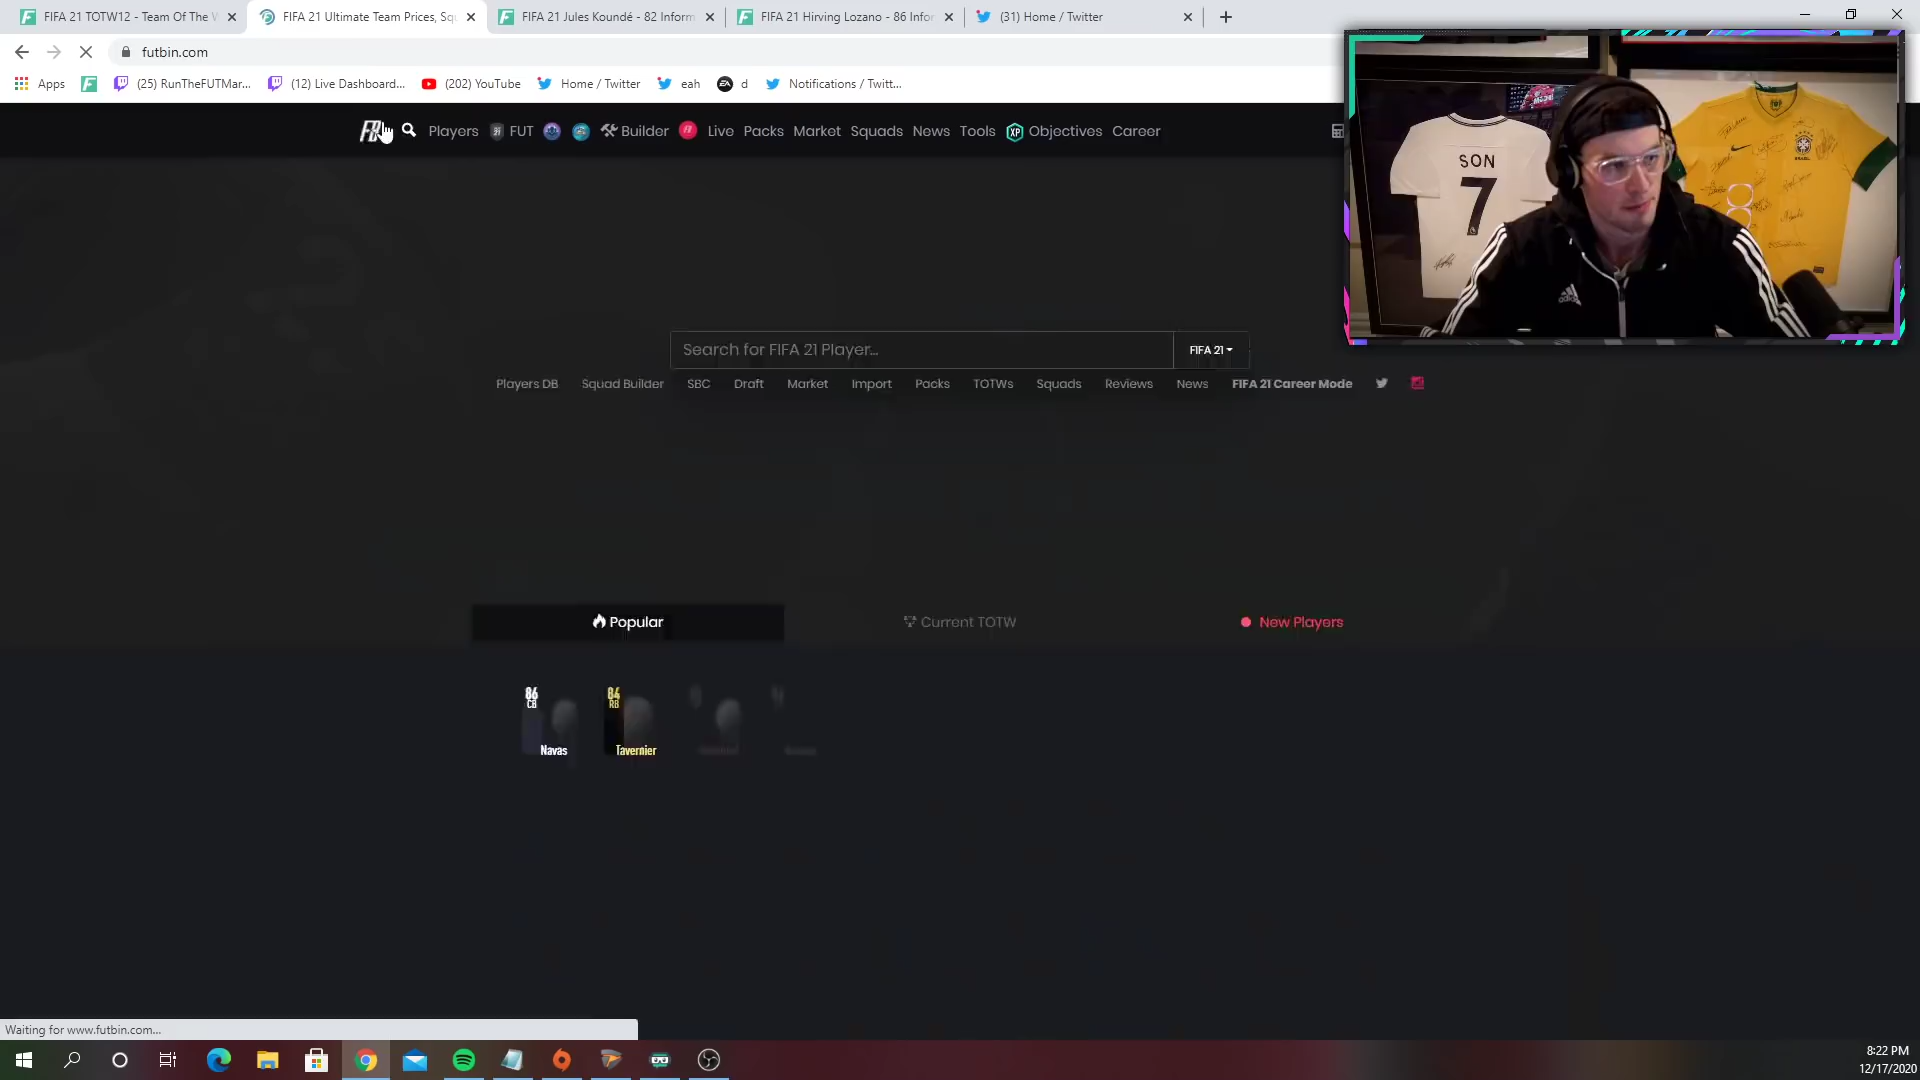 FIFA 21 TOTW12 - Team Of The W
FIFA 21 Ultimate Team Prices, Squ
FIFA 21 Jules Koundé - 82 Inform
FIFA 21 Hirving Lozano - 86 Infor
(31) Home / Twitter
futbin.com
Apps
(25) RunTheFUTMar...
(12) Live Dashboard...
(202) YouTube
Home / Twitter
eah
d
Notifications / Twitt...
Players
FUT
Builder
Live
Packs
Market
Squads
News
Tools
XP
Objectives
Career
SON
7
BRASIL
adidas
Search for FIFA 21 Player...
FIFA 21
Players DB
Squad Builder
SBC
Draft
Market
Import
Packs
TOTWs
Squads
Reviews
News
FIFA 21 Career Mode
Popular
Current TOTW
New Players
86
CB
Navas
84
RB
Tavernier
Waiting for www.futbin.com...
8:22 PM
12/17/2020